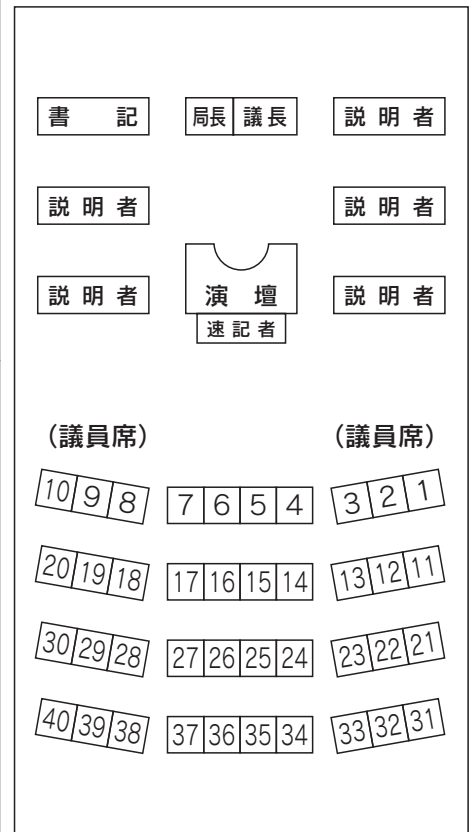 書記 局長 議長 説明者
説明者 説明者
説明者 演壇 説明者
速記者
(議員席) (議員席)
10 9 8 7 6 5 4 3 2 1
20 19 18 17 16 15 14 13 12 11
30 29 28 27 26 25 24 23 22 21
40 39 38 37 36 35 34 33 32 31